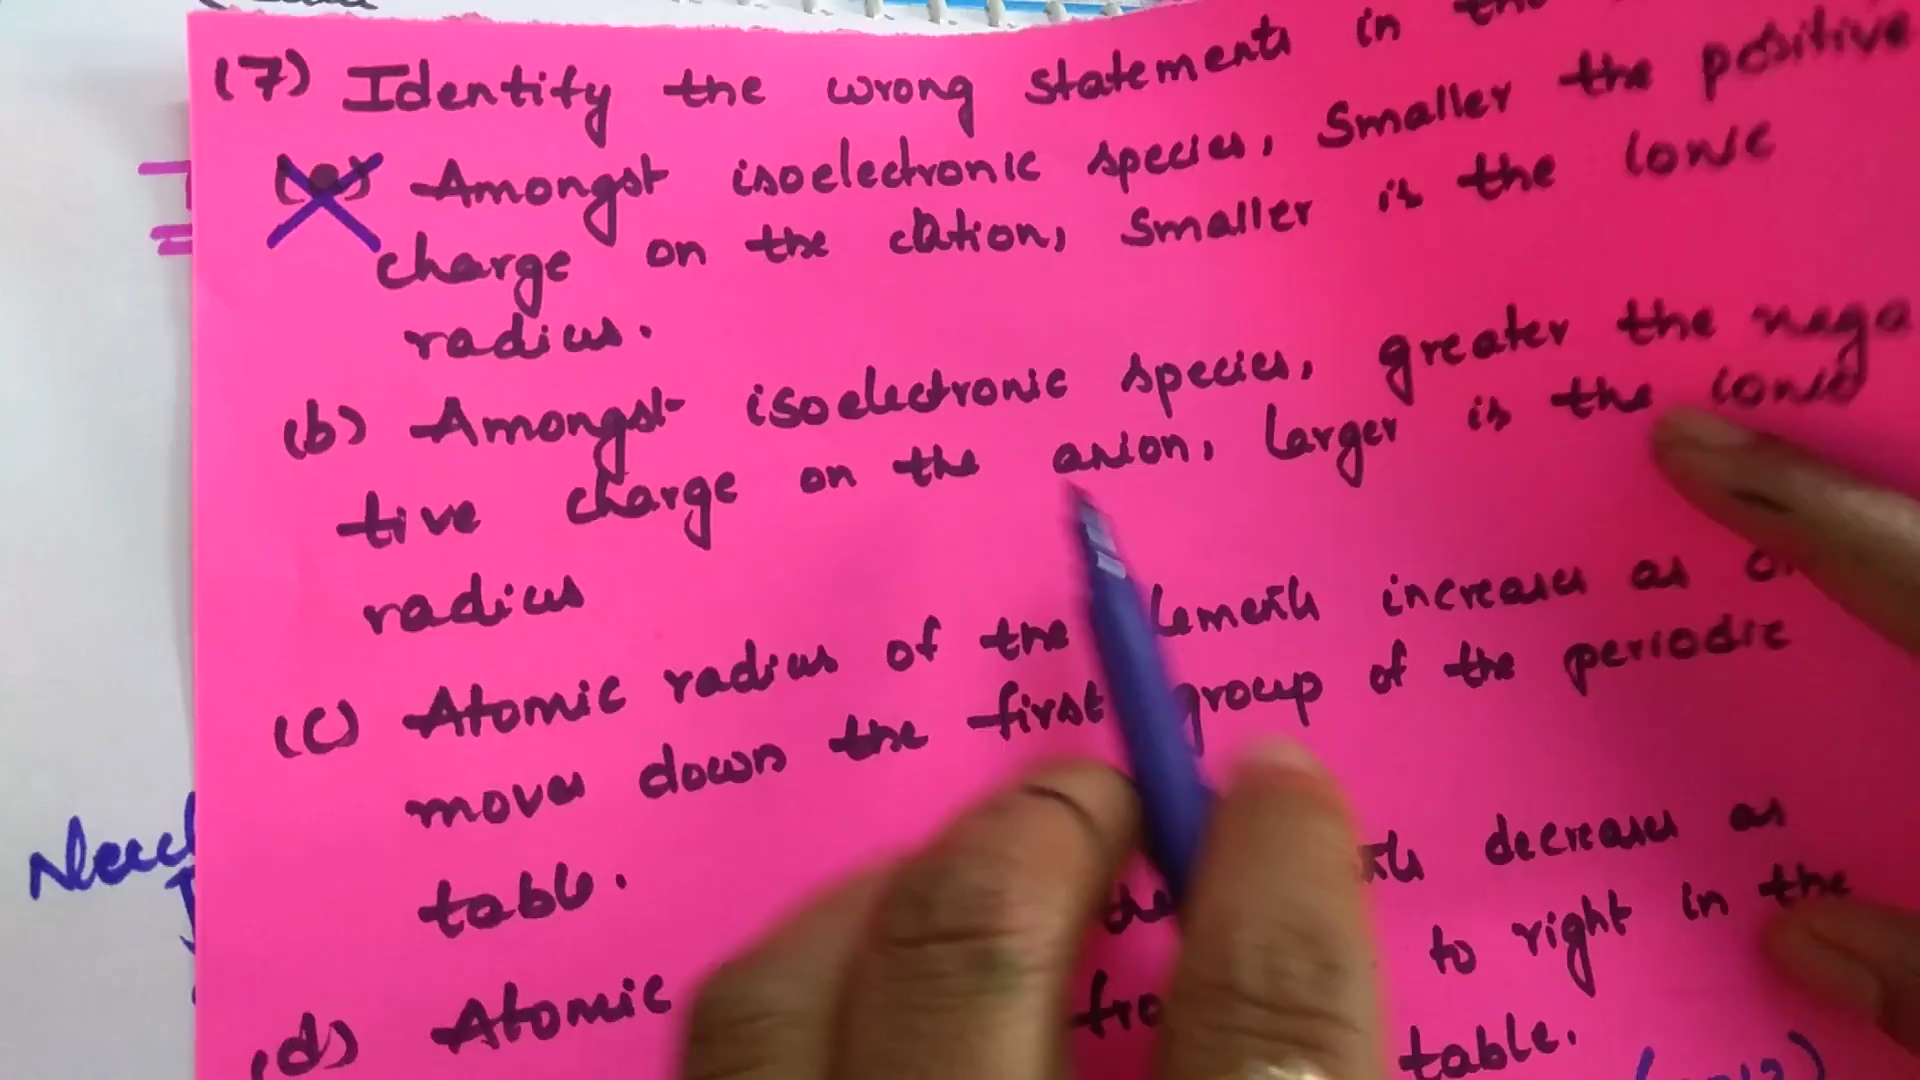 (7) Identify the wrong statements in the
(a) Amongst isoelectronic species, Smaller the positive
charge on the cation, smaller is the ionic
radius.
(b) Amongst isoelectronic species, greater the nega
tive charge on the anion, larger is the ionic
radius
(c) Atomic radius of the elements increases as
moves down the first group of the periodic
table.
(d) Atomic the decreases as
to right in the
table.